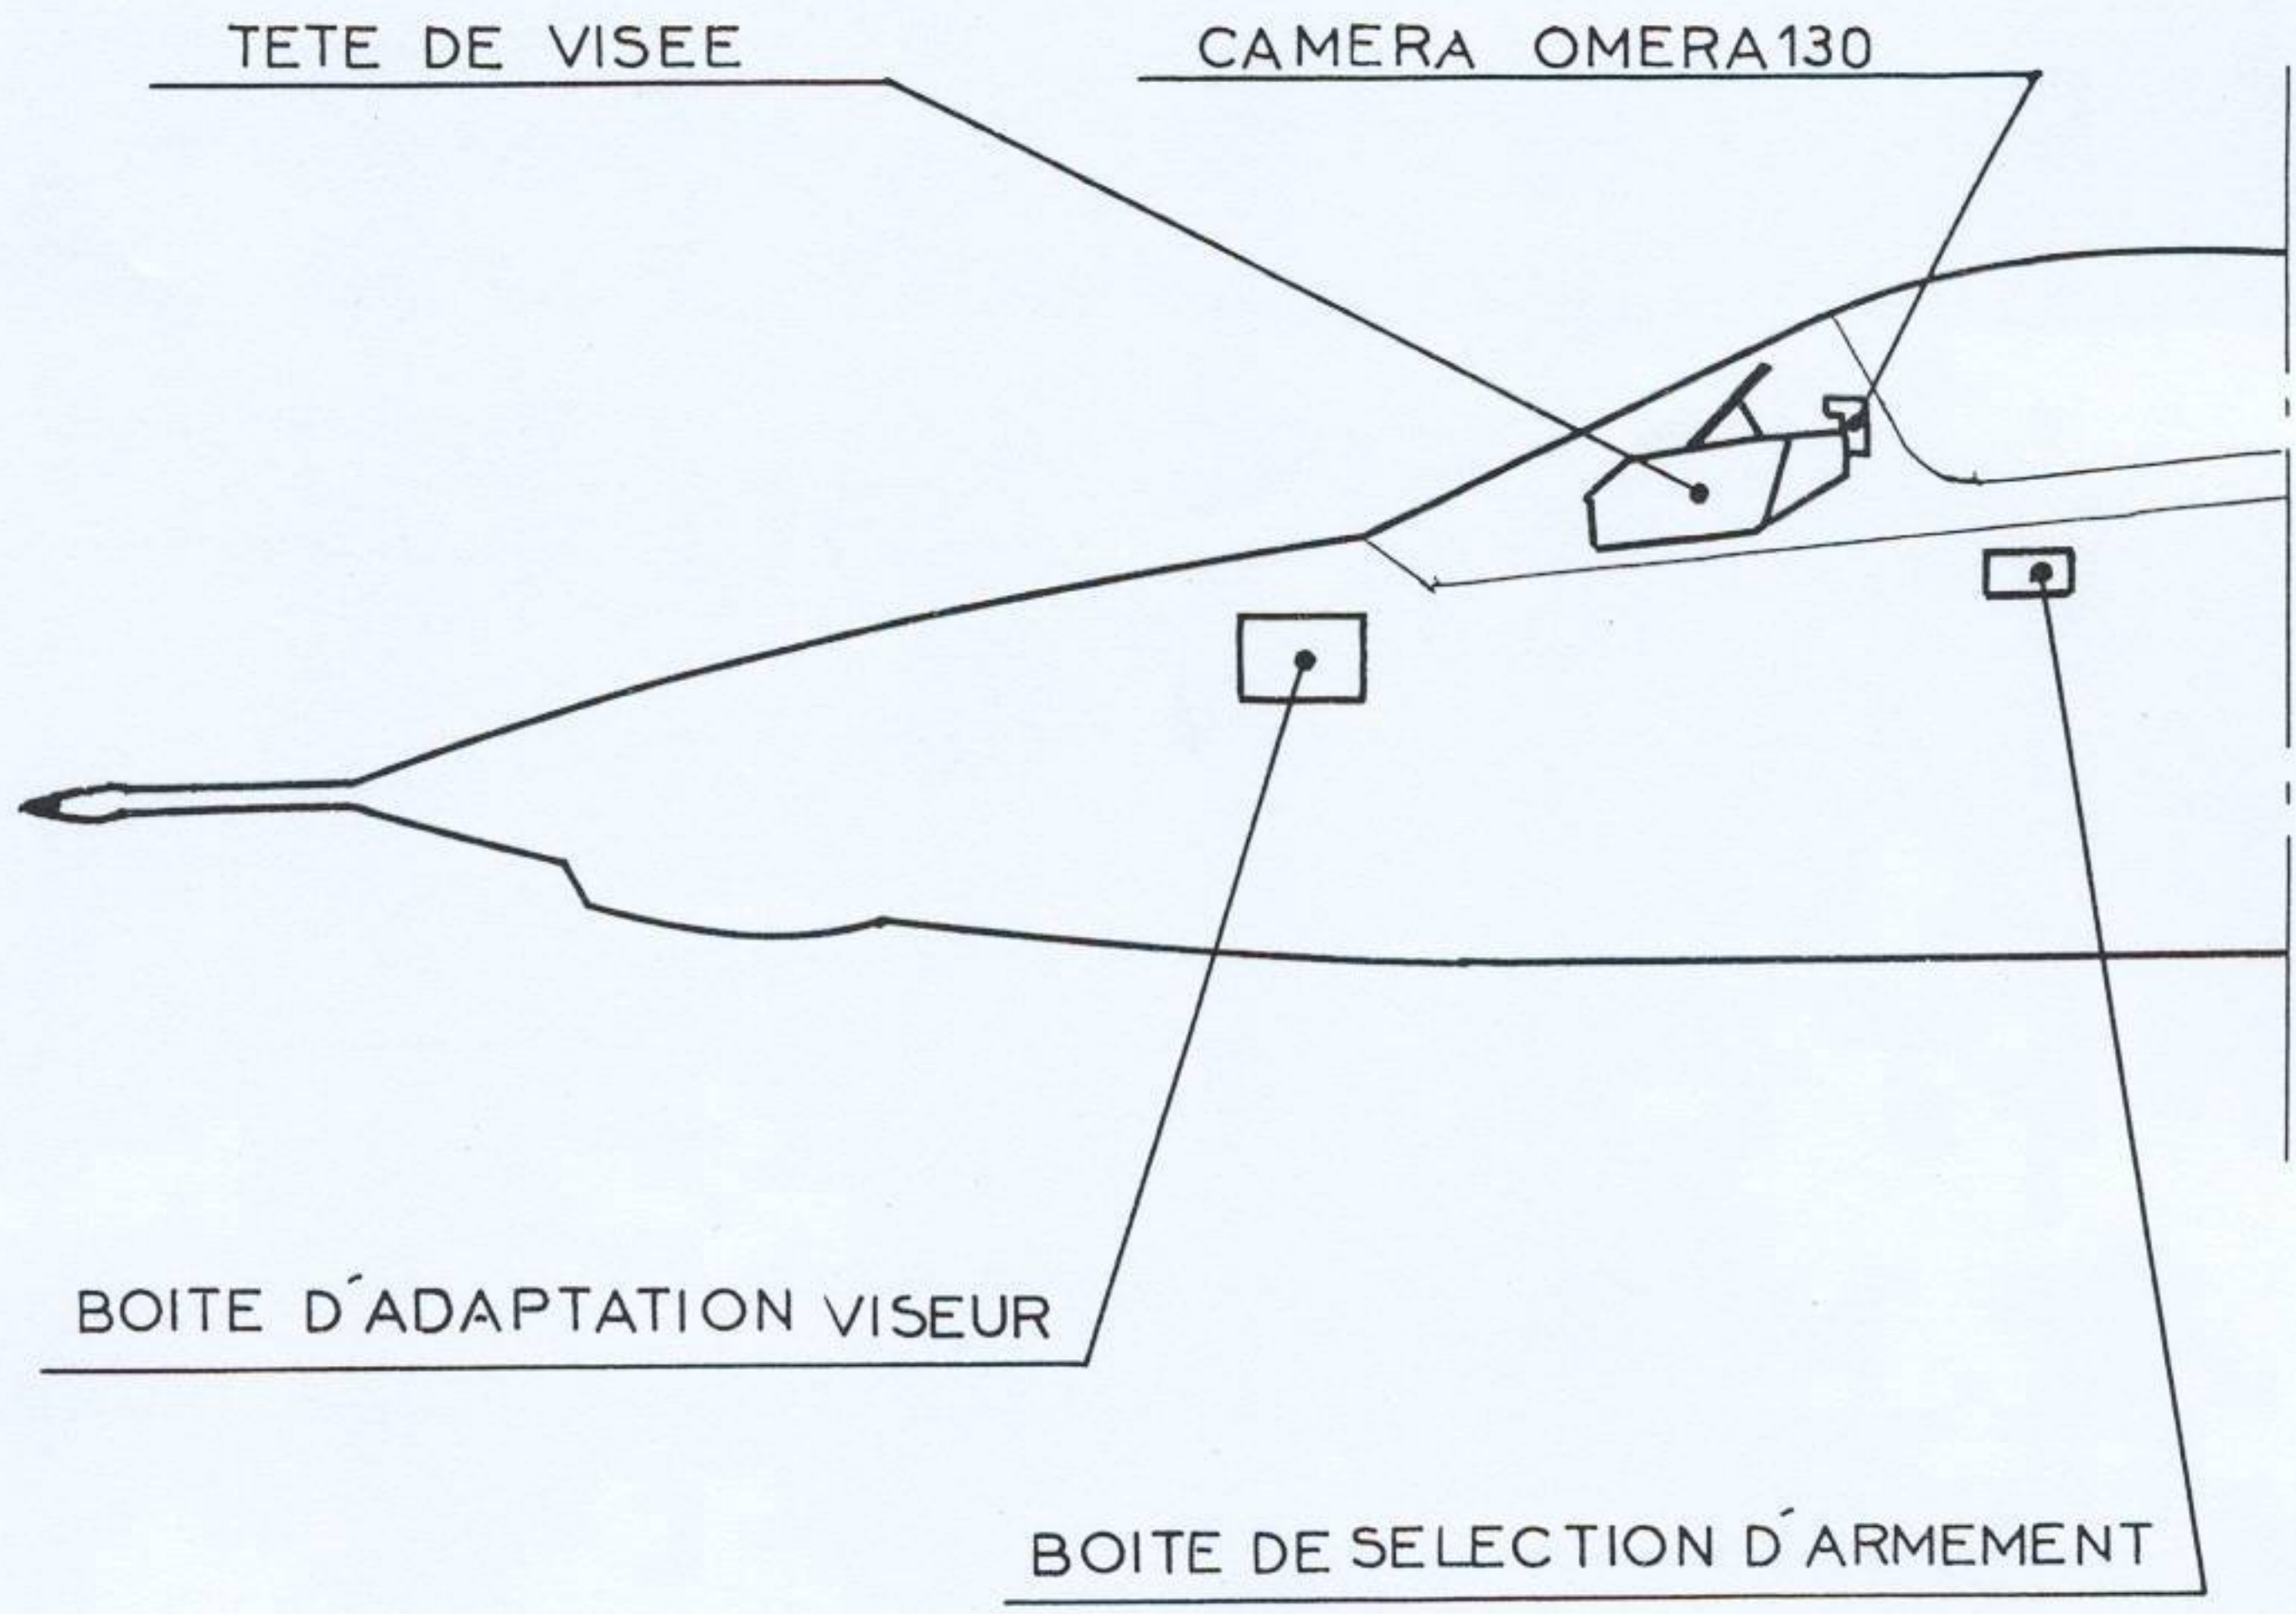 TETE DE VISEE
CAMERA OMERA130
BOITE D'ADAPTATION VISEUR
BOITE DE SELECTION D'ARMEMENT